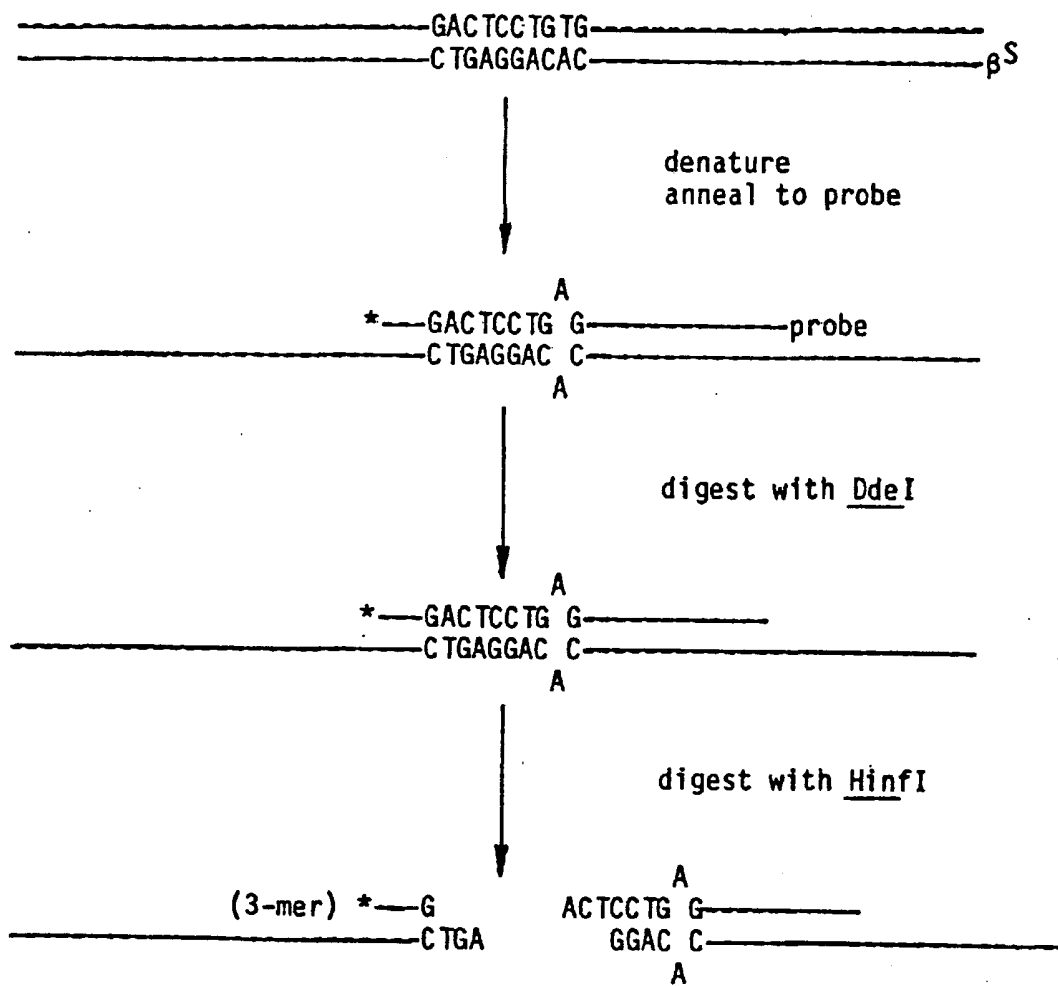 GACTCCTGTG
CTGAGGACAC βS
denature
anneal to probe
A
*—GACTCCTG G—probe
CTGAGGAC C
A
digest with DdeI
A
*—GACTCCTG G
CTGAGGAC C
A
digest with HinfI
A
(3-mer) *—G ACTCCTG G
CTGA GGAC C
A